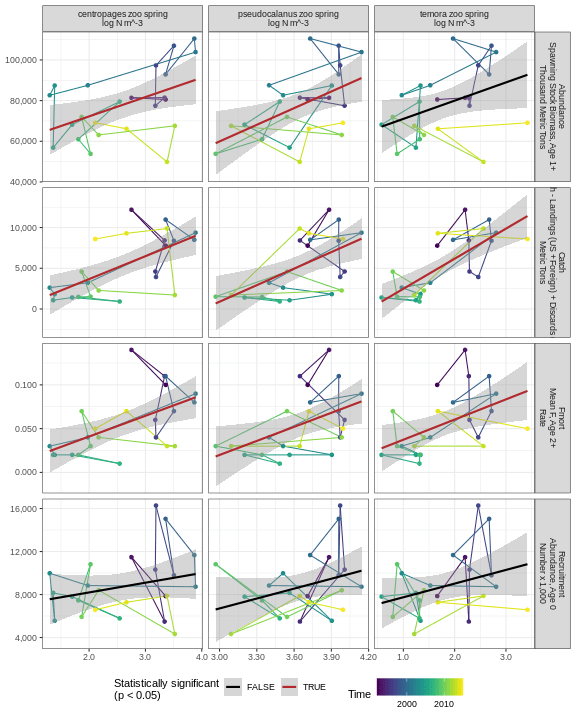 centropages zoo spring
log N m^-3
pseudocalanus zoo spring
log N m^-3
temora zoo spring
log N m^-3
100,000
80,000
60,000
40,000
Abundance
Spawning Stock Biomass, Age 1+
Thousand Metric Tons
10,000
5,000
0
Catch
h - Landings (US +Foreign) + Discards
Metric Tons
0.100
0.050
0.000
Fmort
Mean F, Age 2+
Rate
16,000
12,000
8,000
4,000
Recruitment
Abundance, Age 0
Number x 1,000
2.0 3.0 4.0 3.00 3.30 3.60 3.90 4.20 1.0 2.0 3.0
Statistically significant
(p < 0.05)
FALSE
TRUE
Time
2000 2010